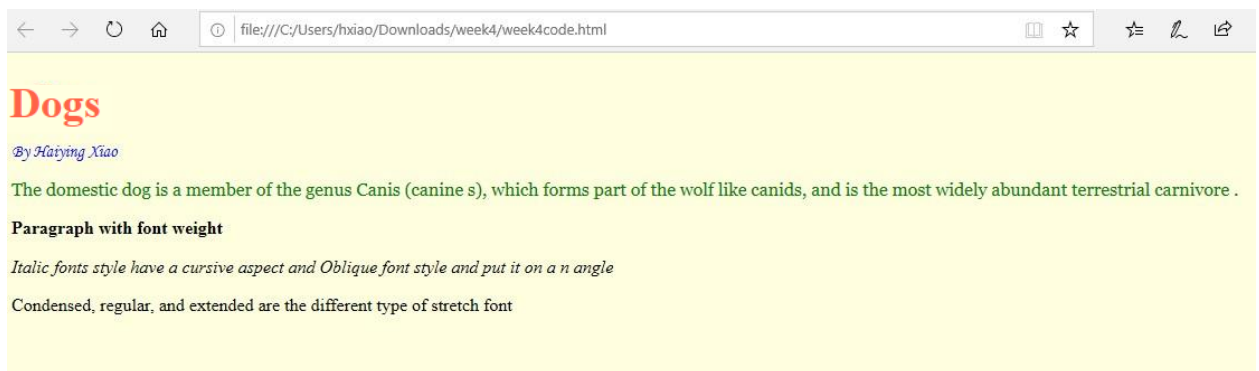 file:///C:/Users/hxiao/Downloads/week4/week4code.html
Dogs
By Haiying Xiao
The domestic dog is a member of the genus Canis (canine s), which forms part of the wolf like canids, and is the most widely abundant terrestrial carnivore .
Paragraph with font weight
Italic fonts style have a cursive aspect and Oblique font style and put it on a n angle
Condensed, regular, and extended are the different type of stretch font